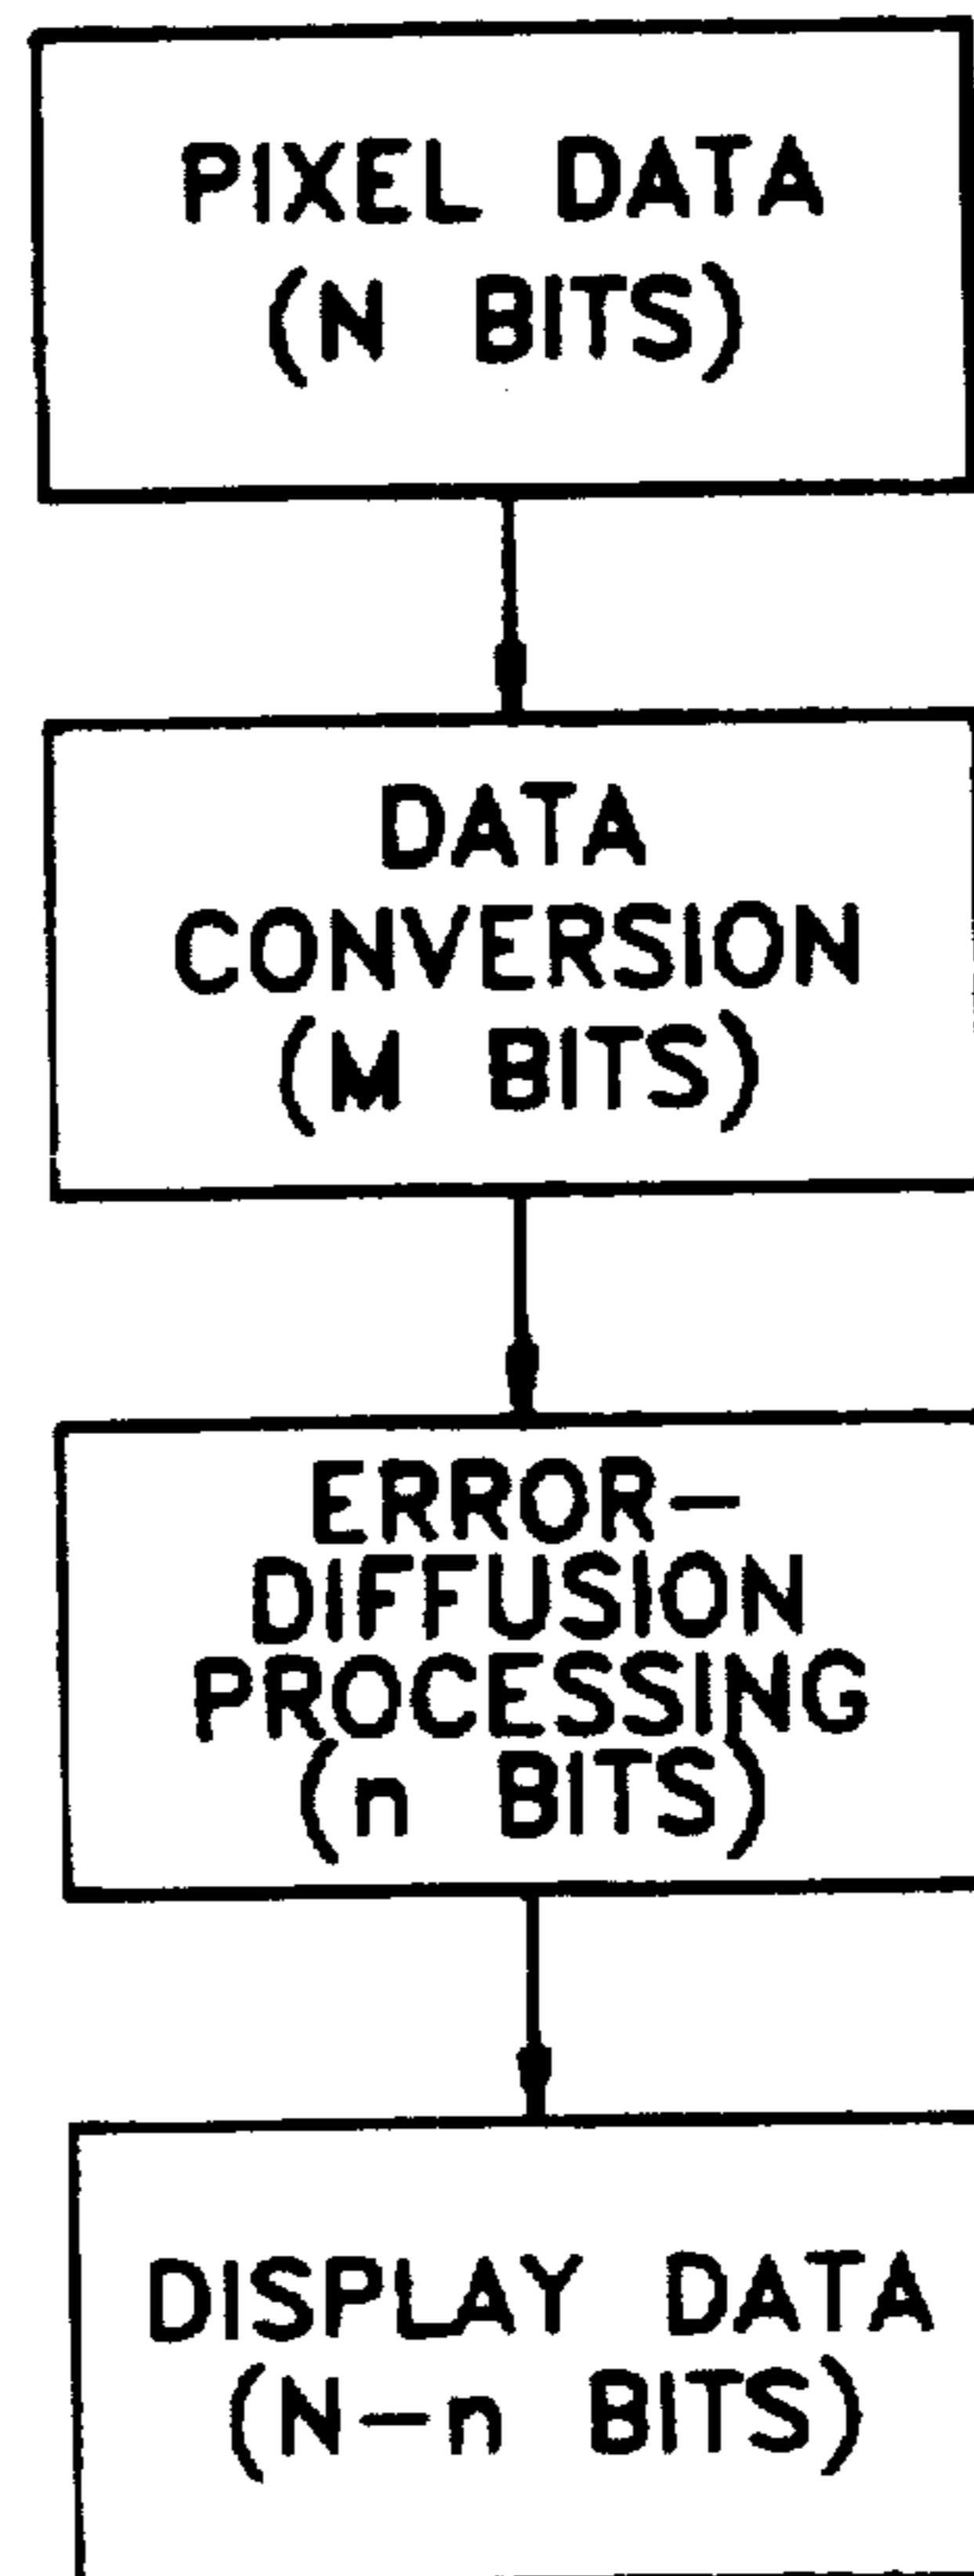 PIXEL DATA
(N BITS)
DATA
CONVERSION
(M BITS)
ERROR-
DIFFUSION
PROCESSING
(n BITS)
DISPLAY DATA
(N-n BITS)